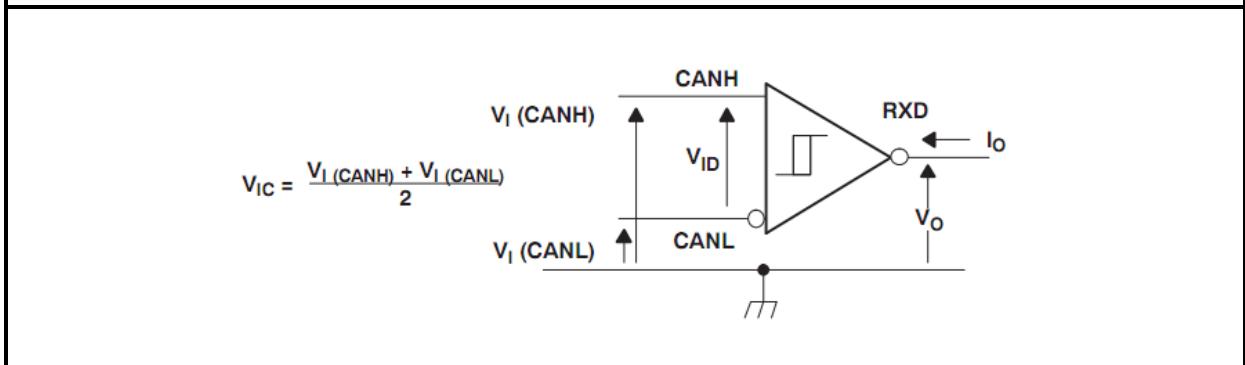 CANH
V_I (CANH)
RXD
I_O
V_ID
V_IC = V_I (CANH) + V_I (CANL)
2
V_O
CANL
V_I (CANL)